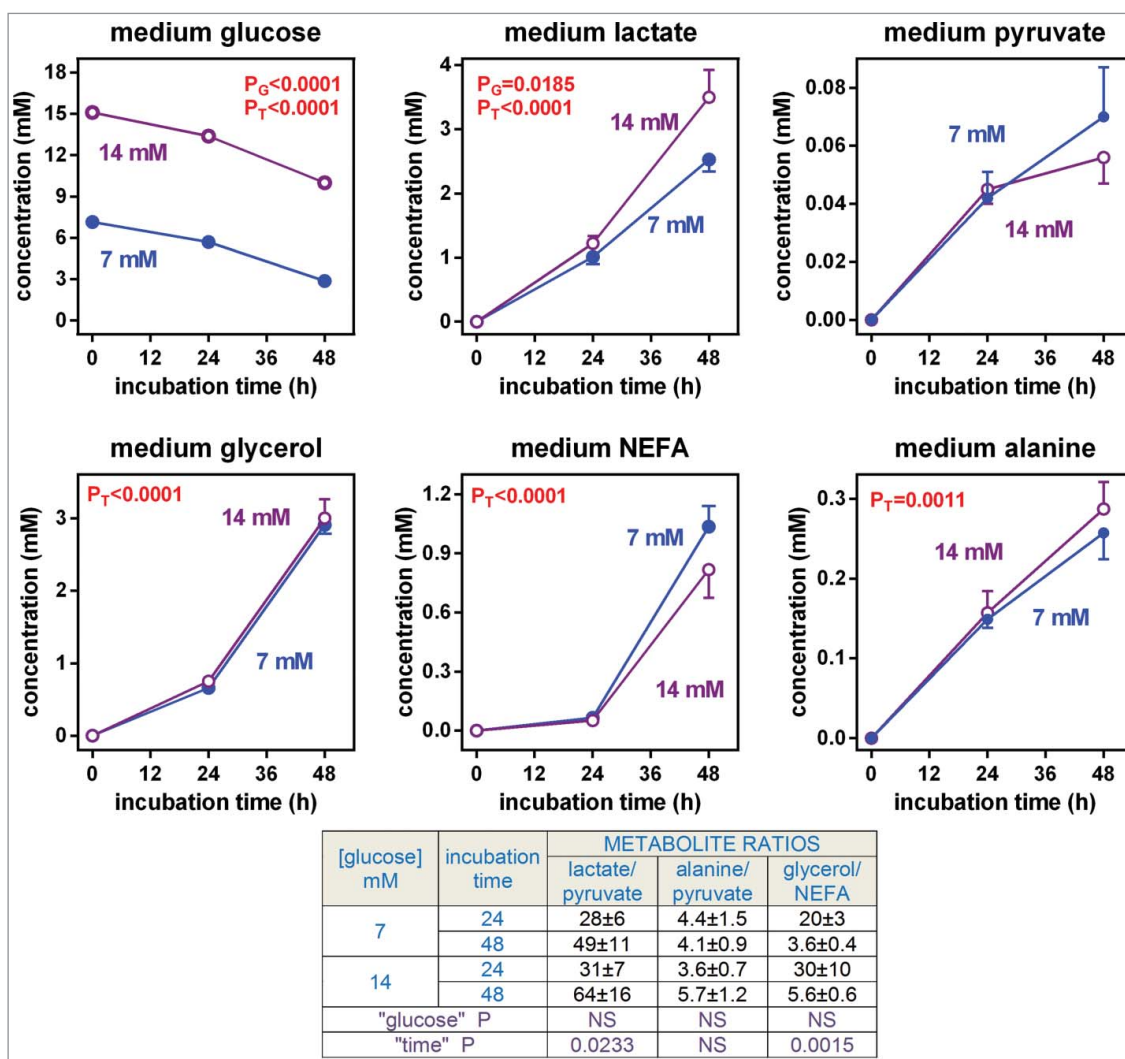 medium glucose
concentration (mM)
18
15
12
9
6
3
0
P_G<0.0001
P_T<0.0001
14 mM
7 mM
0 12 24 36 48
incubation time (h)
medium lactate
concentration (mM)
4
3
2
1
0
P_G=0.0185
P_T<0.0001
14 mM
7 mM
0 12 24 36 48
incubation time (h)
medium pyruvate
concentration (mM)
0.08
0.06
0.04
0.02
0.00
7 mM
14 mM
0 12 24 36 48
incubation time (h)
medium glycerol
concentration (mM)
3
2
1
0
P_T<0.0001
14 mM
7 mM
0 12 24 36 48
incubation time (h)
medium NEFA
concentration (mM)
1.2
0.9
0.6
0.3
0.0
P_T<0.0001
7 mM
14 mM
0 12 24 36 48
incubation time (h)
medium alanine
concentration (mM)
0.3
0.2
0.1
0.0
P_T=0.0011
14 mM
7 mM
0 12 24 36 48
incubation time (h)
[glucose] mM incubation time METABOLITE RATIOS
lactate/ pyruvate alanine/ pyruvate glycerol/ NEFA
7 24 28±6 4.4±1.5 20±3
48 49±11 4.1±0.9 3.6±0.4
14 24 31±7 3.6±0.7 30±10
48 64±16 5.7±1.2 5.6±0.6
"glucose" P NS NS NS
"time" P 0.0233 NS 0.0015